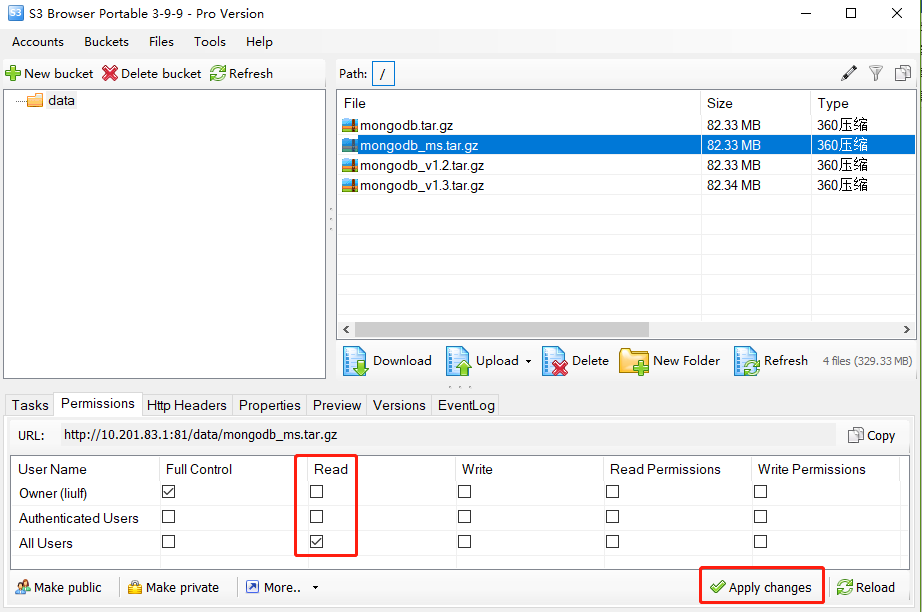 S3 Browser Portable 3-9-9 - Pro Version
Accounts Buckets Files Tools Help
New bucket Delete bucket Refresh
Path: /
data
File Size Type
mongodb.tar.gz 82.33 MB 360压缩
mongodb_ms.tar.gz 82.33 MB 360压缩
mongodb_v1.2.tar.gz 82.33 MB 360压缩
mongodb_v1.3.tar.gz 82.34 MB 360压缩
Download Upload Delete New Folder Refresh 4 files (329.33 MB)
Tasks Permissions Http Headers Properties Preview Versions EventLog
URL: http://10.201.83.1:81/data/mongodb_ms.tar.gz Copy
User Name Full Control Read Write Read Permissions Write Permissions
Owner (liulf)
Authenticated Users
All Users
Make public Make private More.. Apply changes Reload